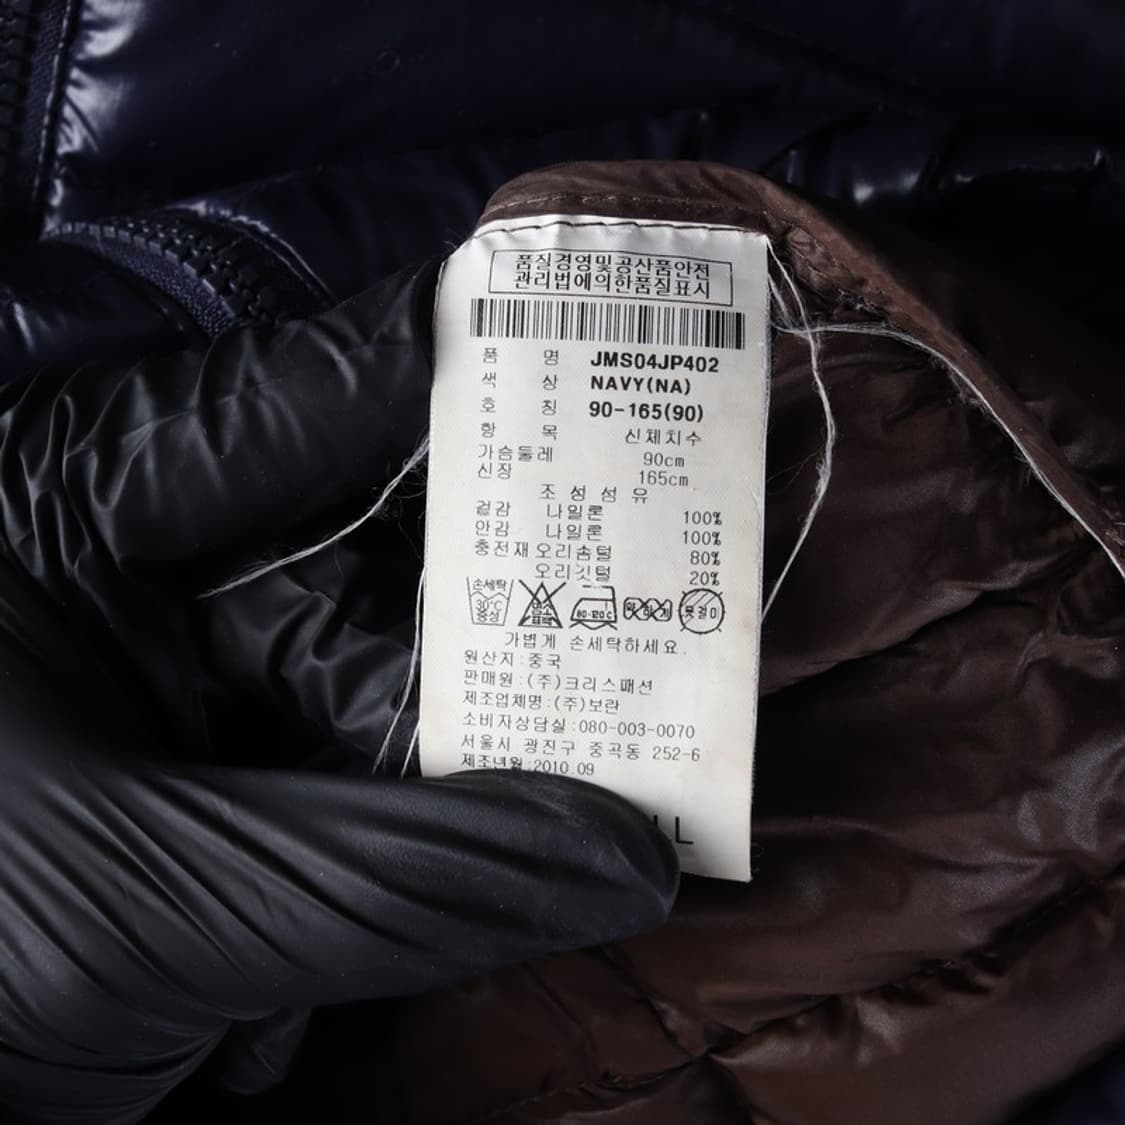 품질경영및공산품안전
관리법에의한품질표시
품 명 JMS04JP402
색 상 NAVY(NA)
호 칭 90-165(90)
항 목 신체치수
가슴둘레 90cm
신장 165cm
조 성 섬 유
겉감 나일론 100%
안감 나일론 100%
충전재 오리솜털 80%
오리깃털 20%
손세탁 30℃ 중성 염소 표백 80-120℃ 옷걸이
가볍게 손세탁하세요.
원산지:중국
판매원:(주)크리스패션
제조업체명:(주)보란
소비자상담실:080-003-0070
서울시 광진구 중곡동 252-6
제조년월:2010.09